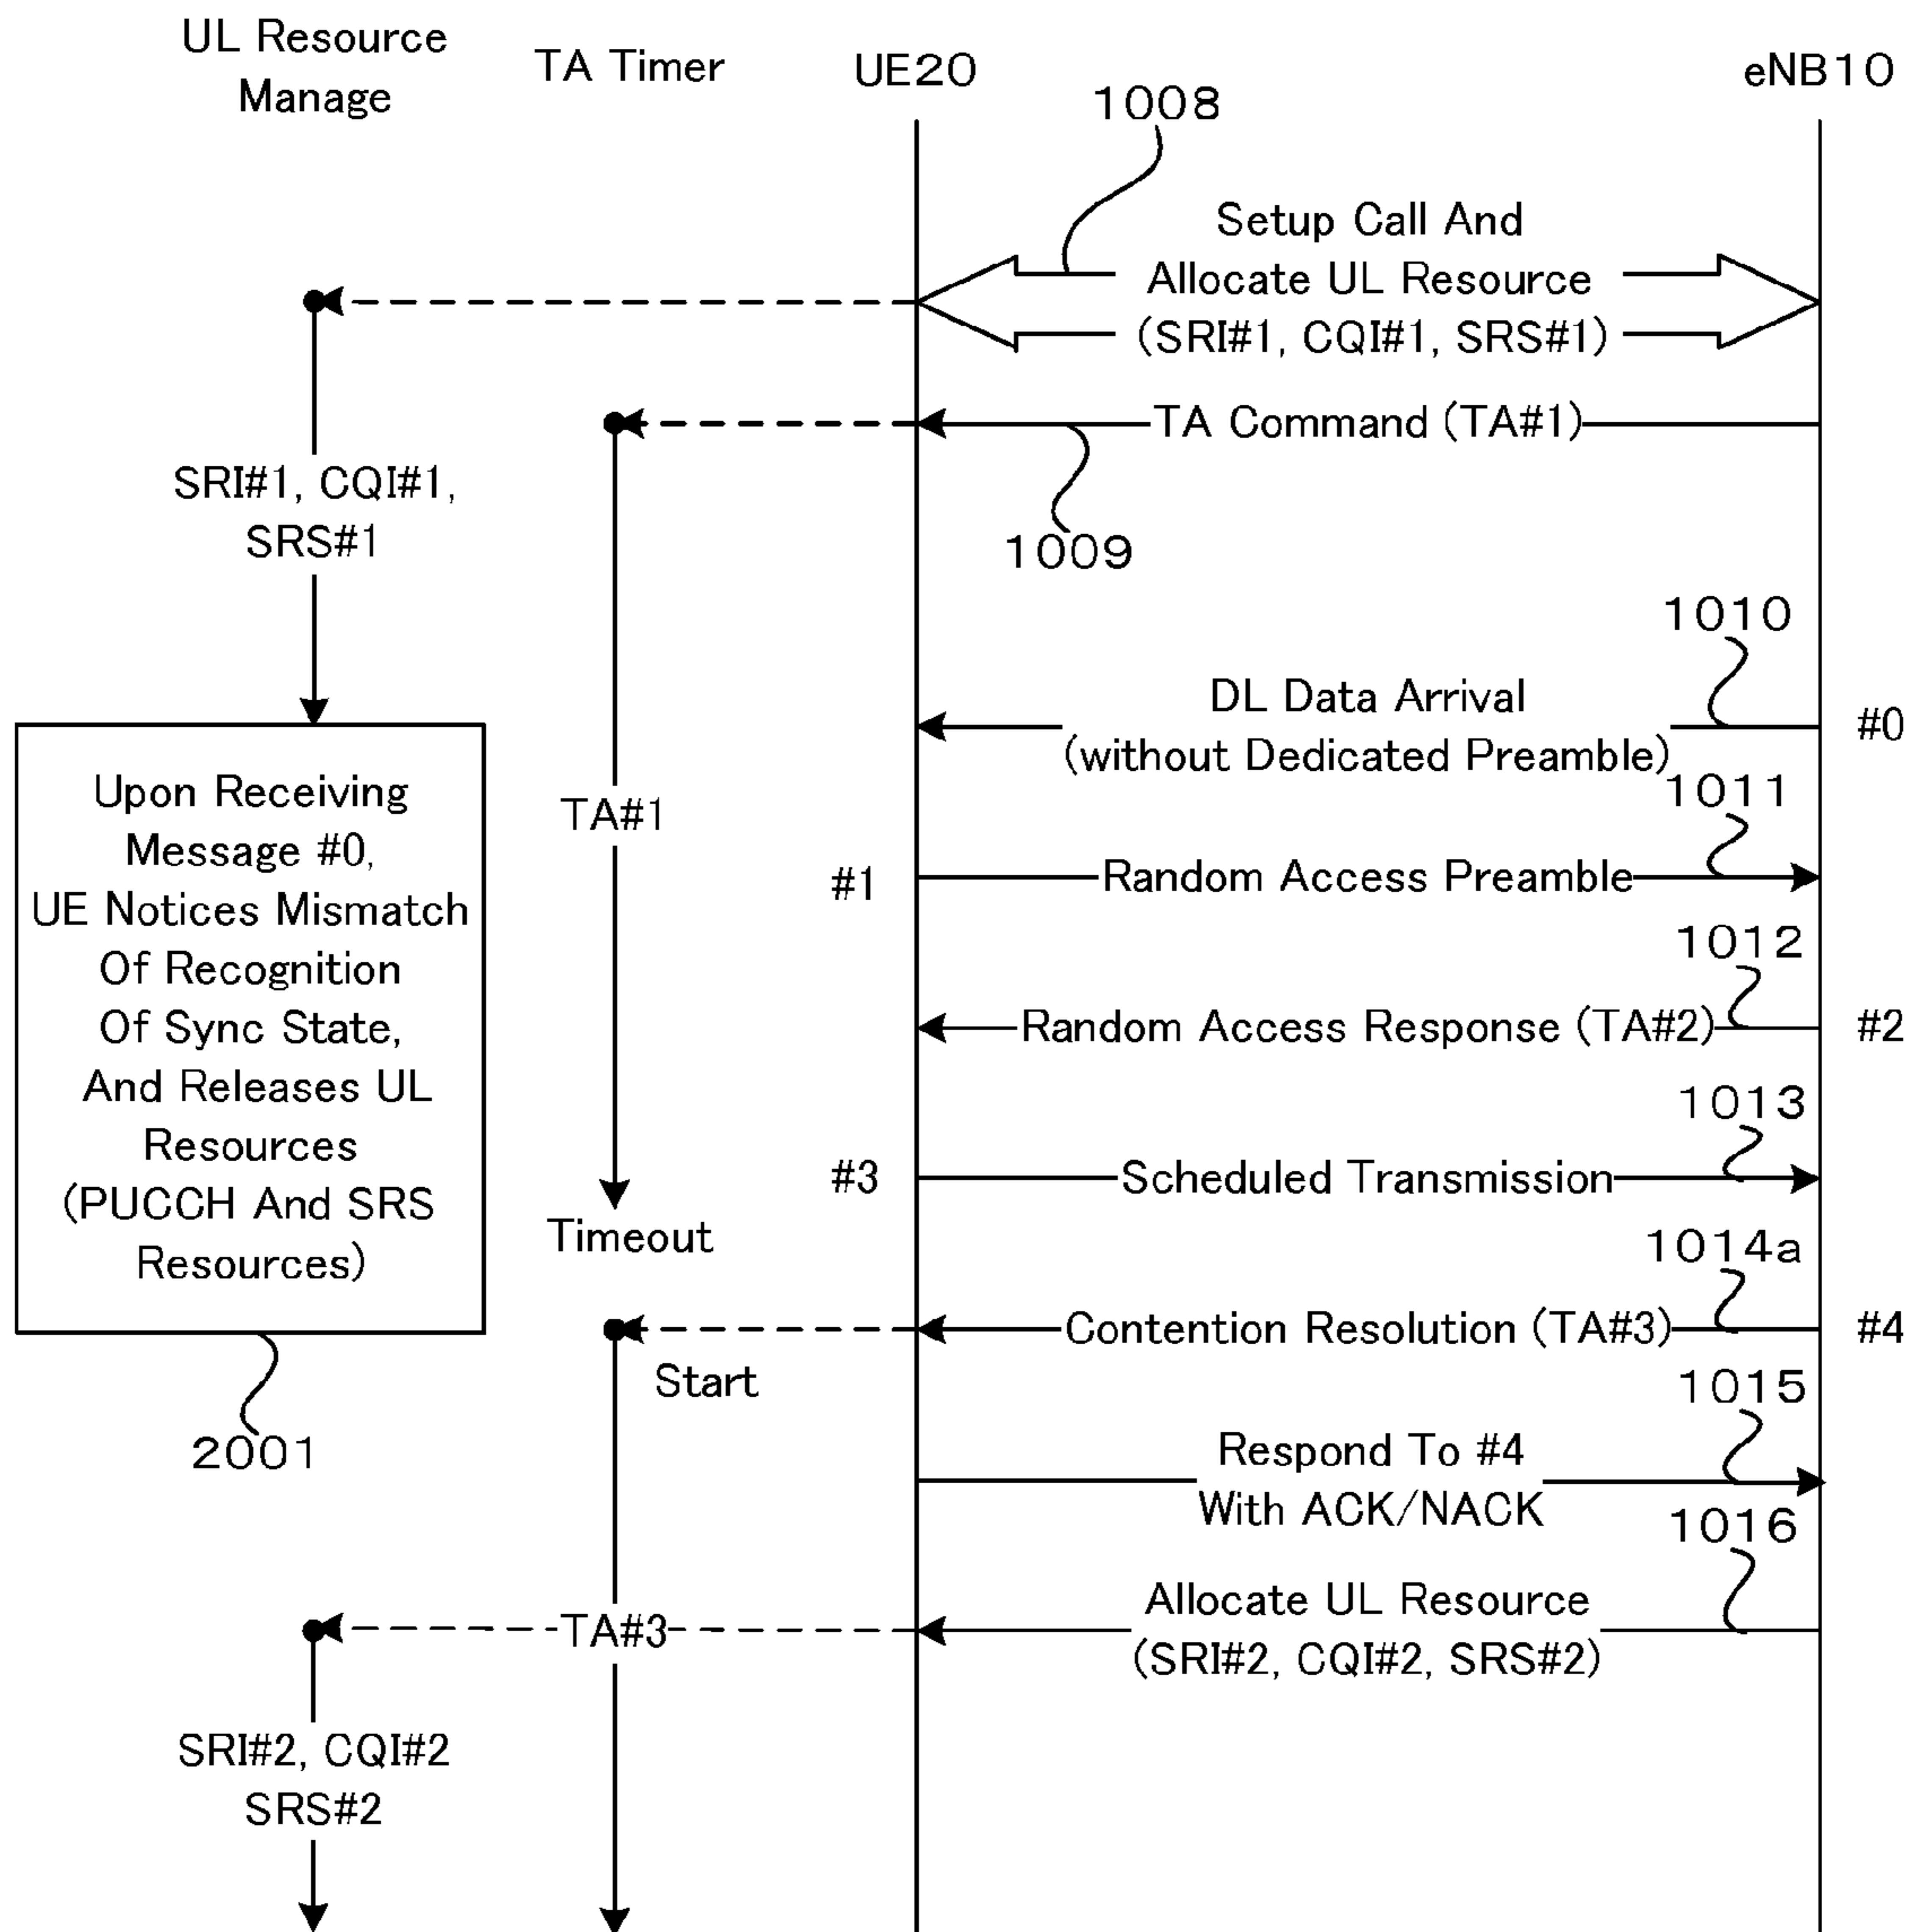 UL Resource
Manage
TA Timer
UE20
eNB10
1008
Setup Call And
Allocate UL Resource
(SRI#1, CQI#1, SRS#1)
TA Command (TA#1)
SRI#1, CQI#1,
SRS#1
1009
1010
DL Data Arrival
(without Dedicated Preamble)
#0
Upon Receiving
Message #0,
UE Notices Mismatch
Of Recognition
Of Sync State,
And Releases UL
Resources
(PUCCH And SRS
Resources)
2001
TA#1
1011
#1
Random Access Preamble
1012
Random Access Response (TA#2)
#2
1013
#3
Scheduled Transmission
Timeout
1014a
Contention Resolution (TA#3)
#4
Start
1015
Respond To #4
With ACK/NACK
1016
Allocate UL Resource
(SRI#2, CQI#2, SRS#2)
TA#3
SRI#2, CQI#2
SRS#2